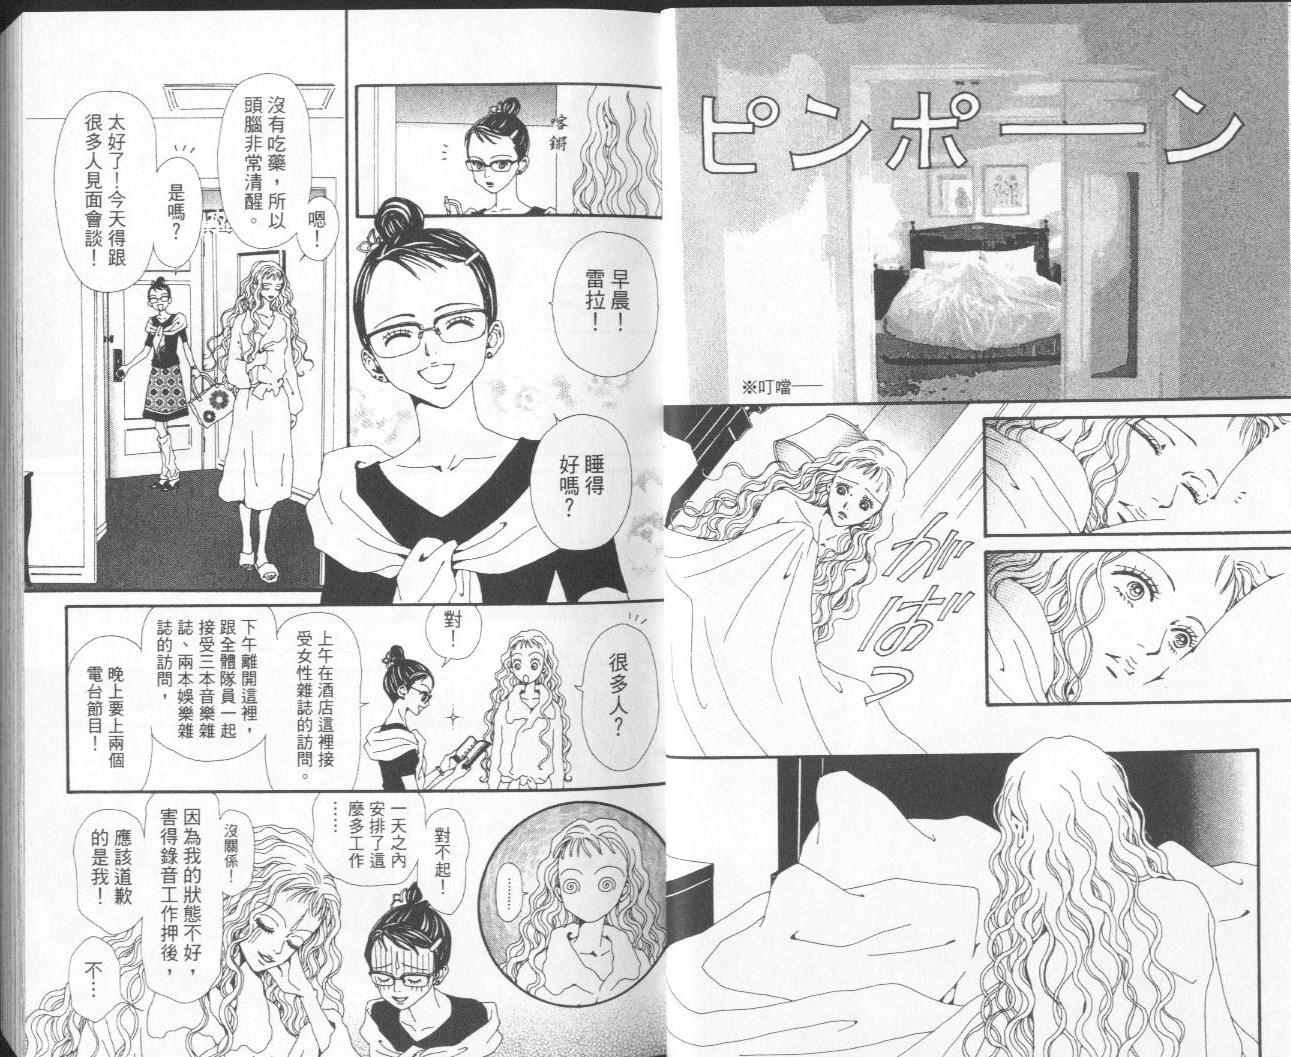 ピンポーン
※叮噹──
ガばっ
喀鏘
早晨！
雷拉！
睡得
好嗎？
嗯！
沒有吃藥，所以
頭腦非常清醒。
是嗎？
太好了！今天得跟
很多人見面會談！
很多人？
對！
上午在酒店這裡接
受女性雜誌的訪問。
下午離開這裡，
跟全體隊員一起
接受三本音樂雜
誌、兩本娛樂雜
誌的訪問，
晚上要上兩個
電台節目！
………
對不起！
一天之內
安排了這
麼多工作
……
沒關係！
因為我的狀態不好，
害得錄音工作押後，
應該道歉
的是我！
不…